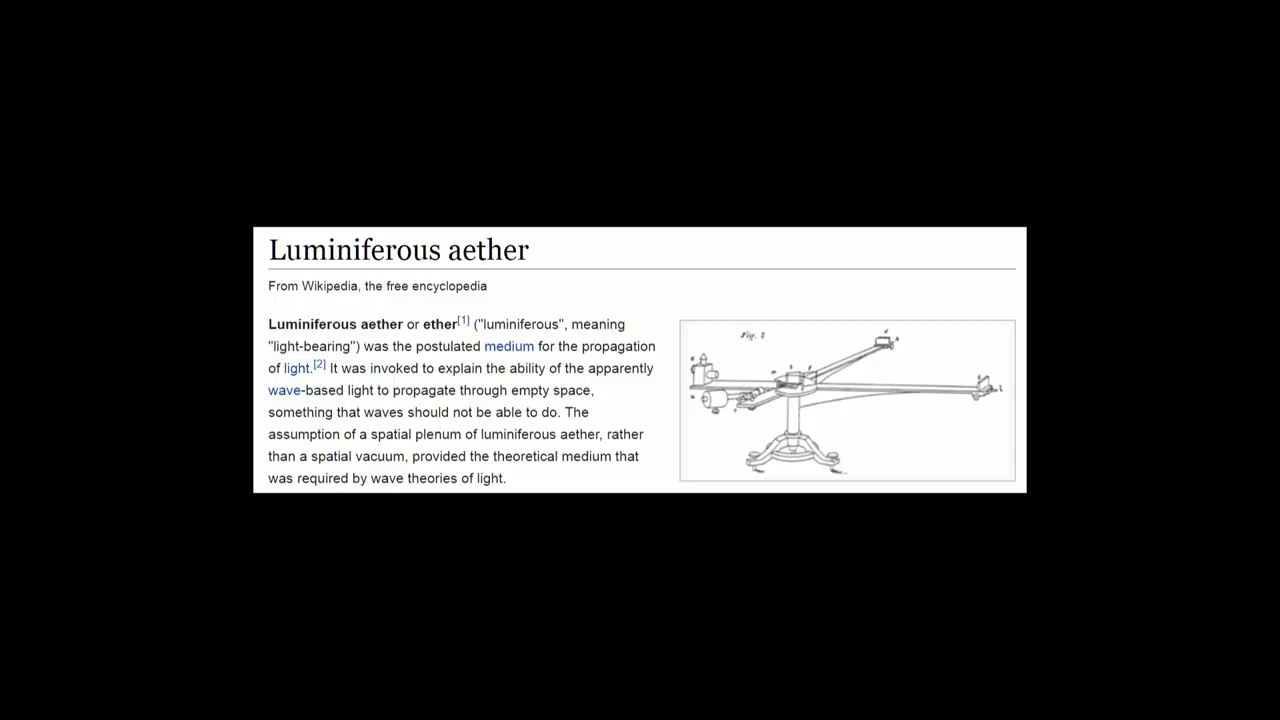 Luminiferous aether
From Wikipedia, the free encyclopedia
Luminiferous aether or ether[1] ("luminiferous", meaning
"light-bearing") was the postulated medium for the propagation
of light.[2] It was invoked to explain the ability of the apparently
wave-based light to propagate through empty space,
something that waves should not be able to do. The
assumption of a spatial plenum of luminiferous aether, rather
than a spatial vacuum, provided the theoretical medium that
was required by wave theories of light.
Fig. 2